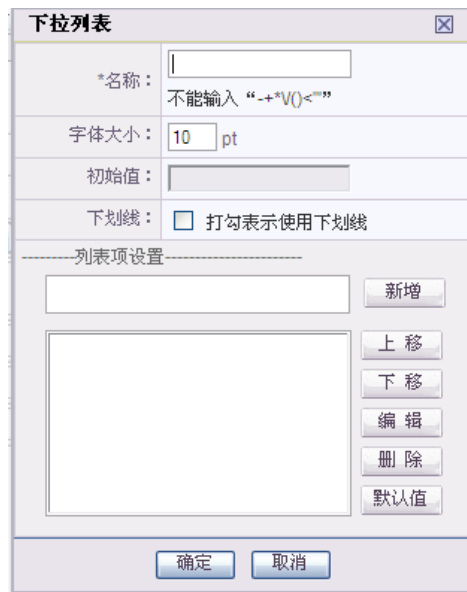 下拉列表
*名称：
不能输入“-+*\/()<'"”
字体大小： 10 pt
初始值：
下划线： 打勾表示使用下划线
---------列表项设置-----------------------
新增
上 移
下 移
编 辑
删 除
默认值
确定 取消